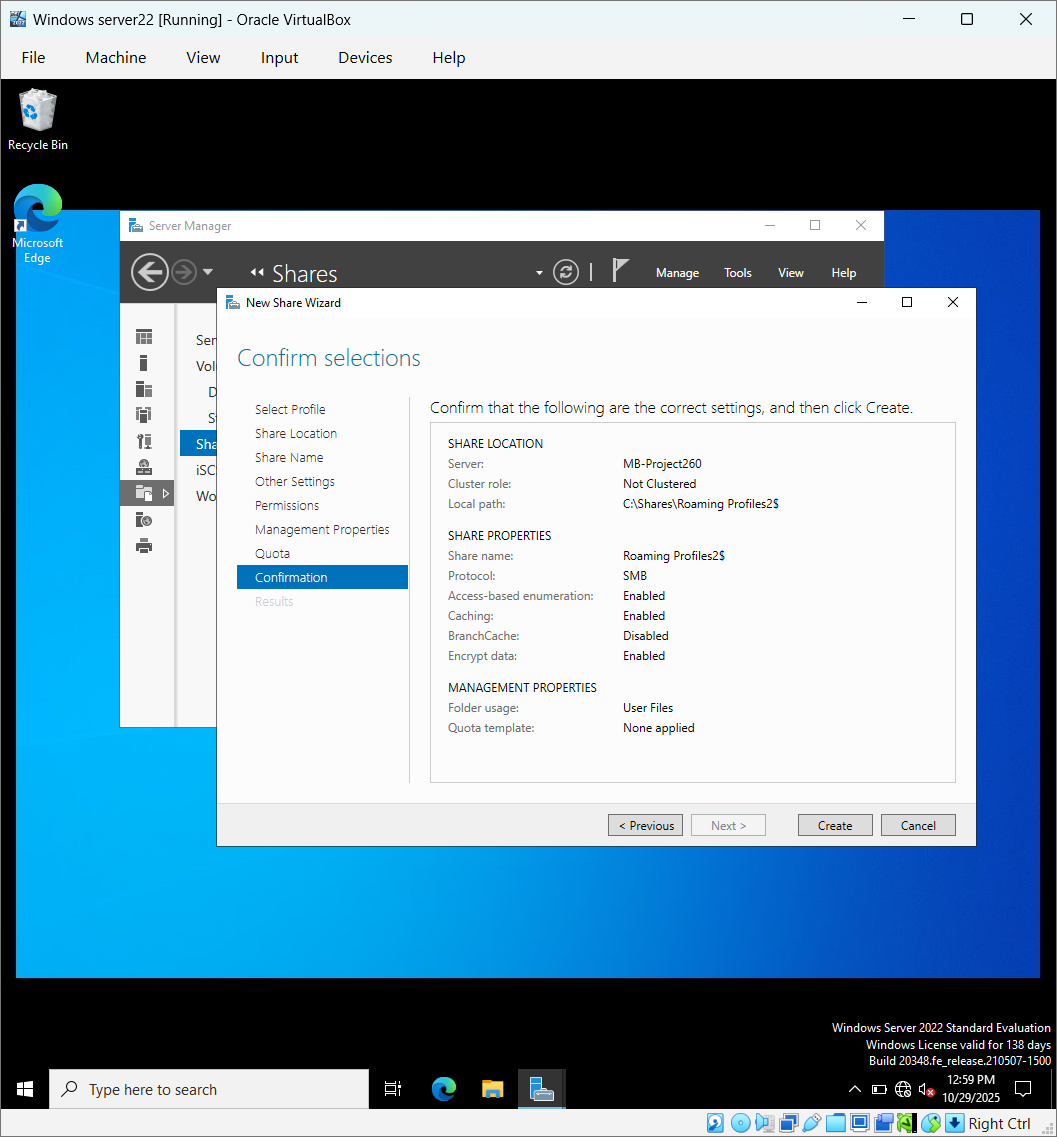 Windows server22 [Running] - Oracle VirtualBox
File Machine View Input Devices Help
Recycle Bin
Microsoft
Edge
Server Manager
Shares
Manage Tools View Help
New Share Wizard
Ser
Vol
D
S
Sha
iSC
Wo
Confirm selections
Select Profile
Share Location
Share Name
Other Settings
Permissions
Management Properties
Quota
Confirmation
Results
Confirm that the following are the correct settings, and then click Create.
SHARE LOCATION
Server: MB-Project260
Cluster role: Not Clustered
Local path: C:\Shares\Roaming Profiles2$
SHARE PROPERTIES
Share name: Roaming Profiles2$
Protocol: SMB
Access-based enumeration: Enabled
Caching: Enabled
BranchCache: Disabled
Encrypt data: Enabled
MANAGEMENT PROPERTIES
Folder usage: User Files
Quota template: None applied
< Previous Next > Create Cancel
Windows Server 2022 Standard Evaluation
Windows License valid for 138 days
Build 20348.fe_release.210507-1500
Type here to search
12:59 PM
10/29/2025
Right Ctrl